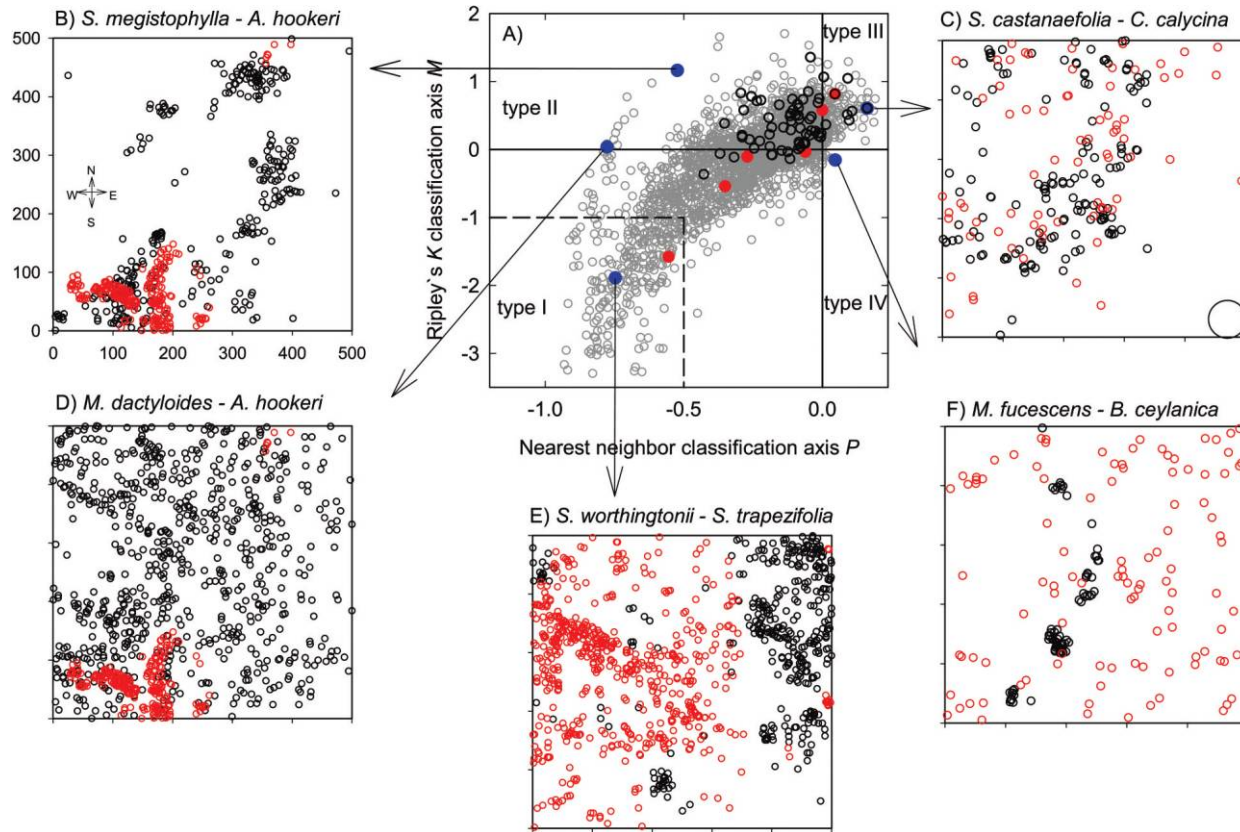 B) S. megistophylla - A. hookeri
500
400
300
200
100
0
N
W E
S
0 100 200 300 400 500
A)
type III
type II
type I
type IV
Ripley`s K classification axis M
2
1
0
-1
-2
-3
-1.0 -0.5 0.0
Nearest neighbor classification axis P
C) S. castanaefolia - C. calycina
D) M. dactyloides - A. hookeri
E) S. worthingtonii - S. trapezifolia
F) M. fucescens - B. ceylanica